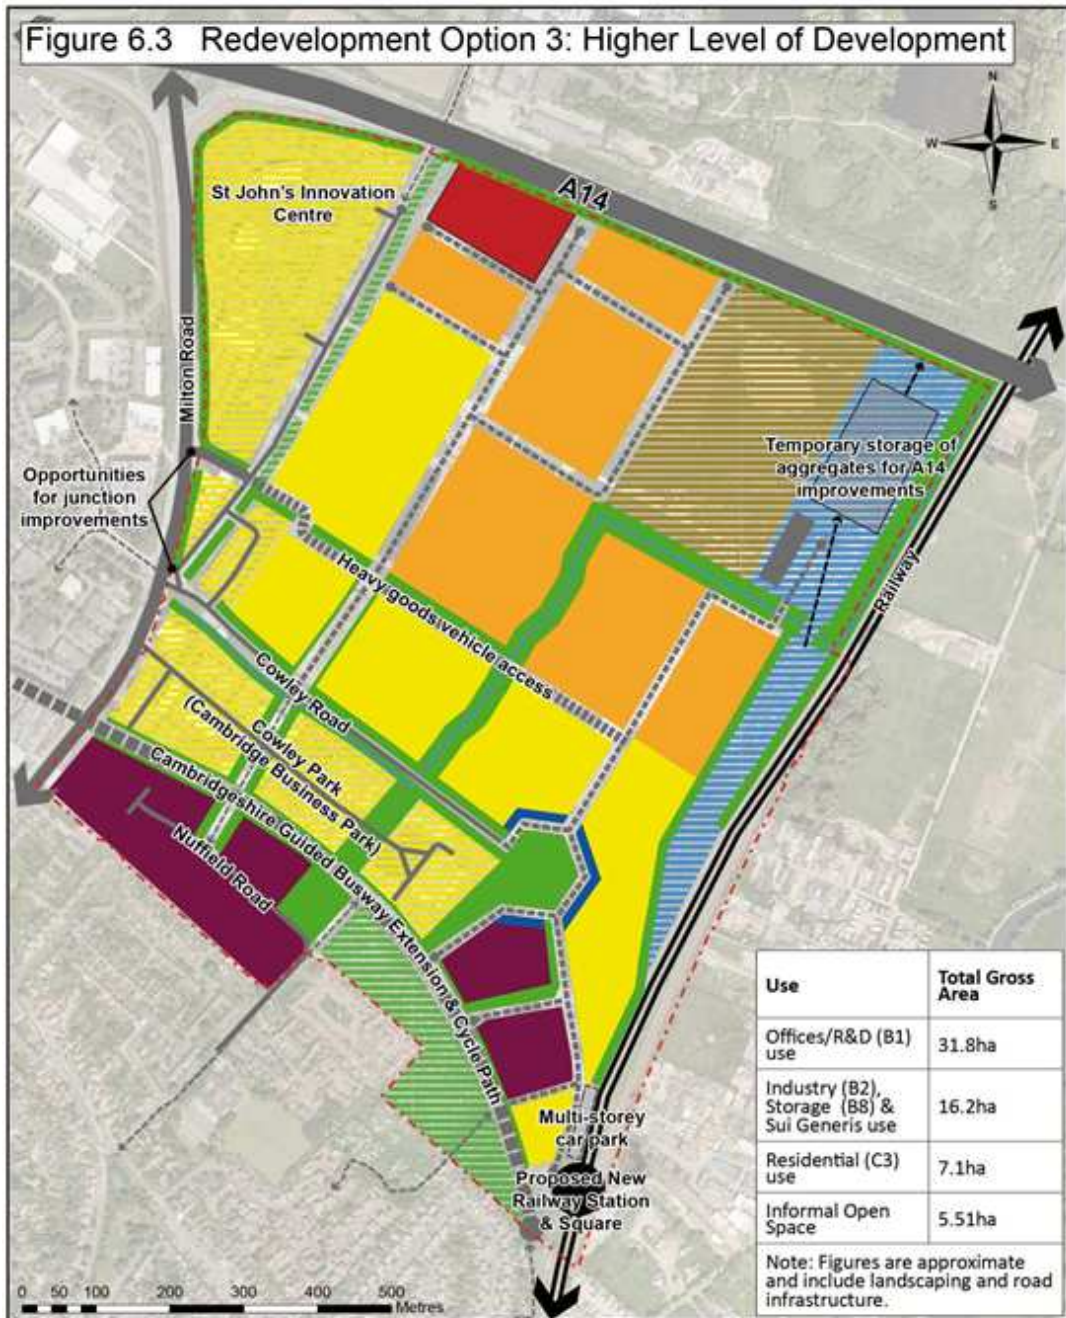 Figure 6.3 Redevelopment Option 3: Higher Level of Development
N
W
E
S
A14
St John's Innovation
Centre
Milton Road
Temporary storage of
aggregates for A14
improvements
Opportunities
for junction
improvements
Railway
Heavy goods vehicle access
Cowley Road
Cowley Park
(Cambridge Business Park)
Cambridgeshire Guided Busway Extension & Cycle Path
Nuffield Road
Multi-storey
car park
Proposed New
Railway Station
& Square
Use
Total Gross
Area
Offices/R&D (B1)
use
31.8ha
Industry (B2),
Storage (B8) &
Sui Generis use
16.2ha
Residential (C3)
use
7.1ha
Informal Open
Space
5.51ha
Note: Figures are approximate
and include landscaping and road
infrastructure.
0 50 100 200 300 400 500
Metres